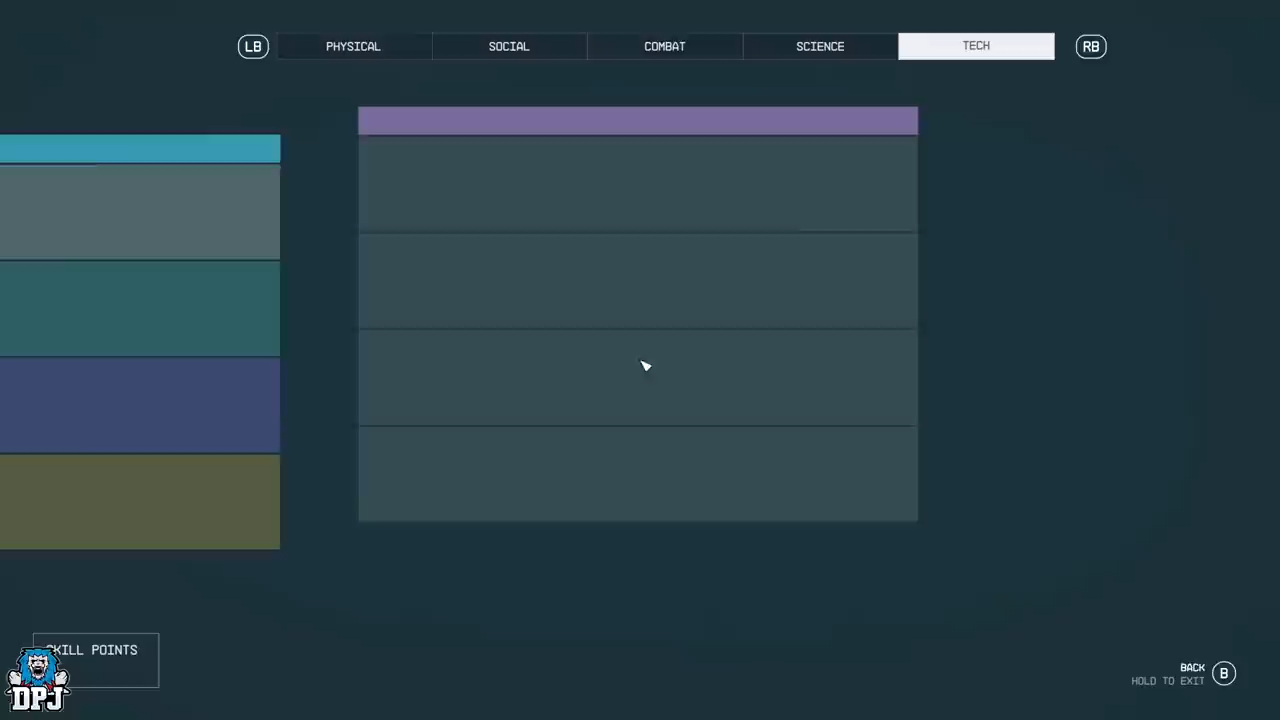 LB PHYSICAL SOCIAL COMBAT SCIENCE TECH RB
SKILL POINTS
DPJ
BACK
HOLD TO EXIT B